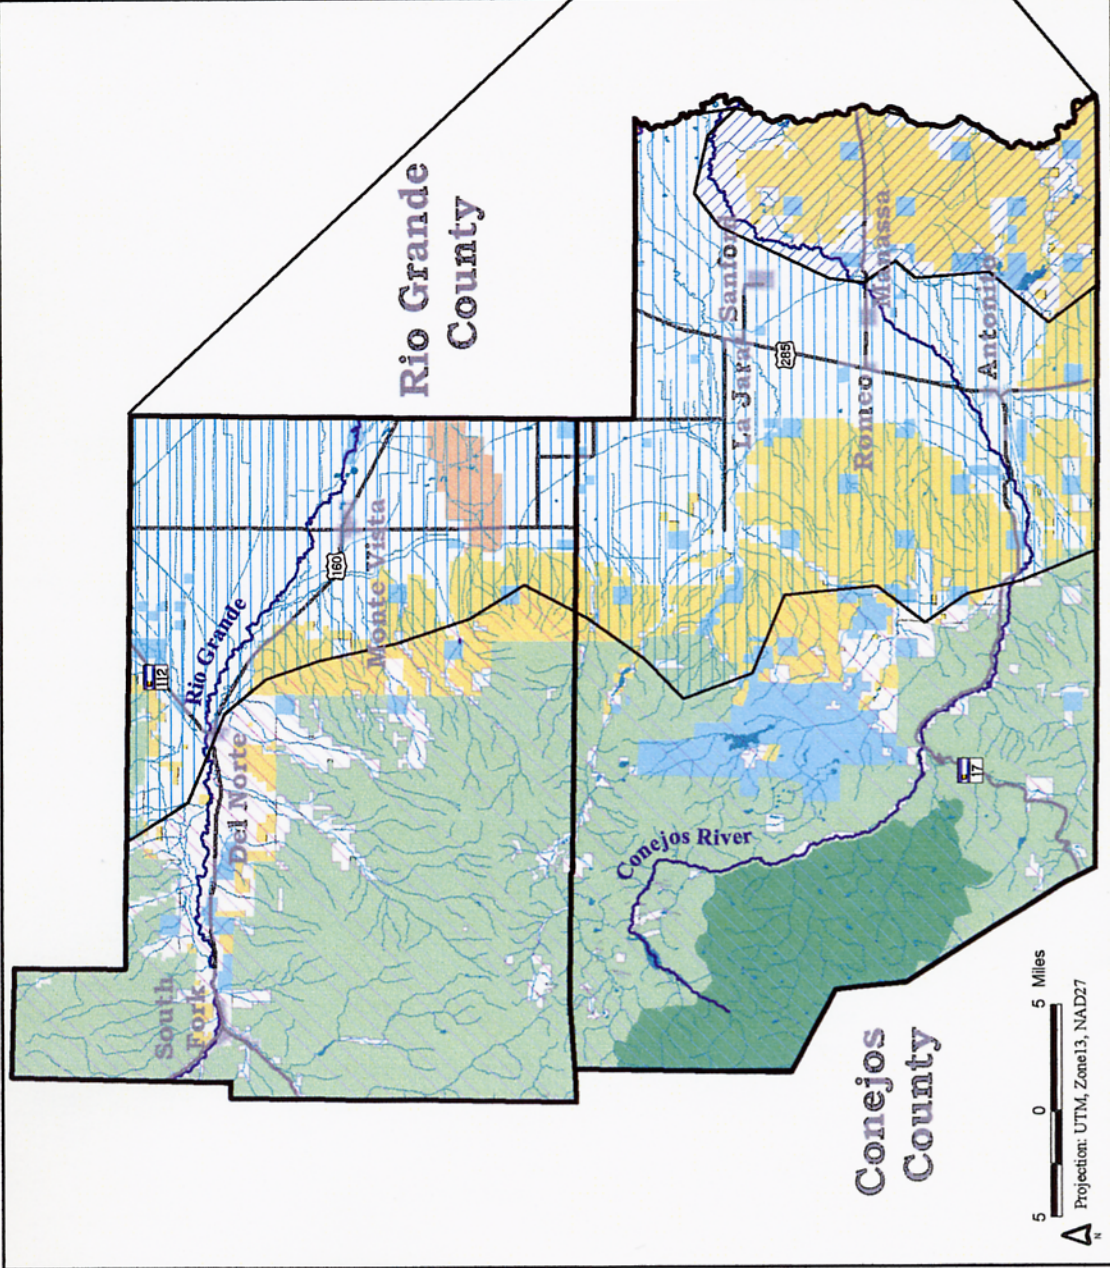 Rio Grande
County
Rio Grande
112
160
Monte Vista
Del Norte
South
Fork
Sanford
La Jara
285
Manassa
Romeo
Antonito
Conejos River
17
Conejos
County
5 0 5 Miles
Projection: UTM, Zone13, NAD27
N